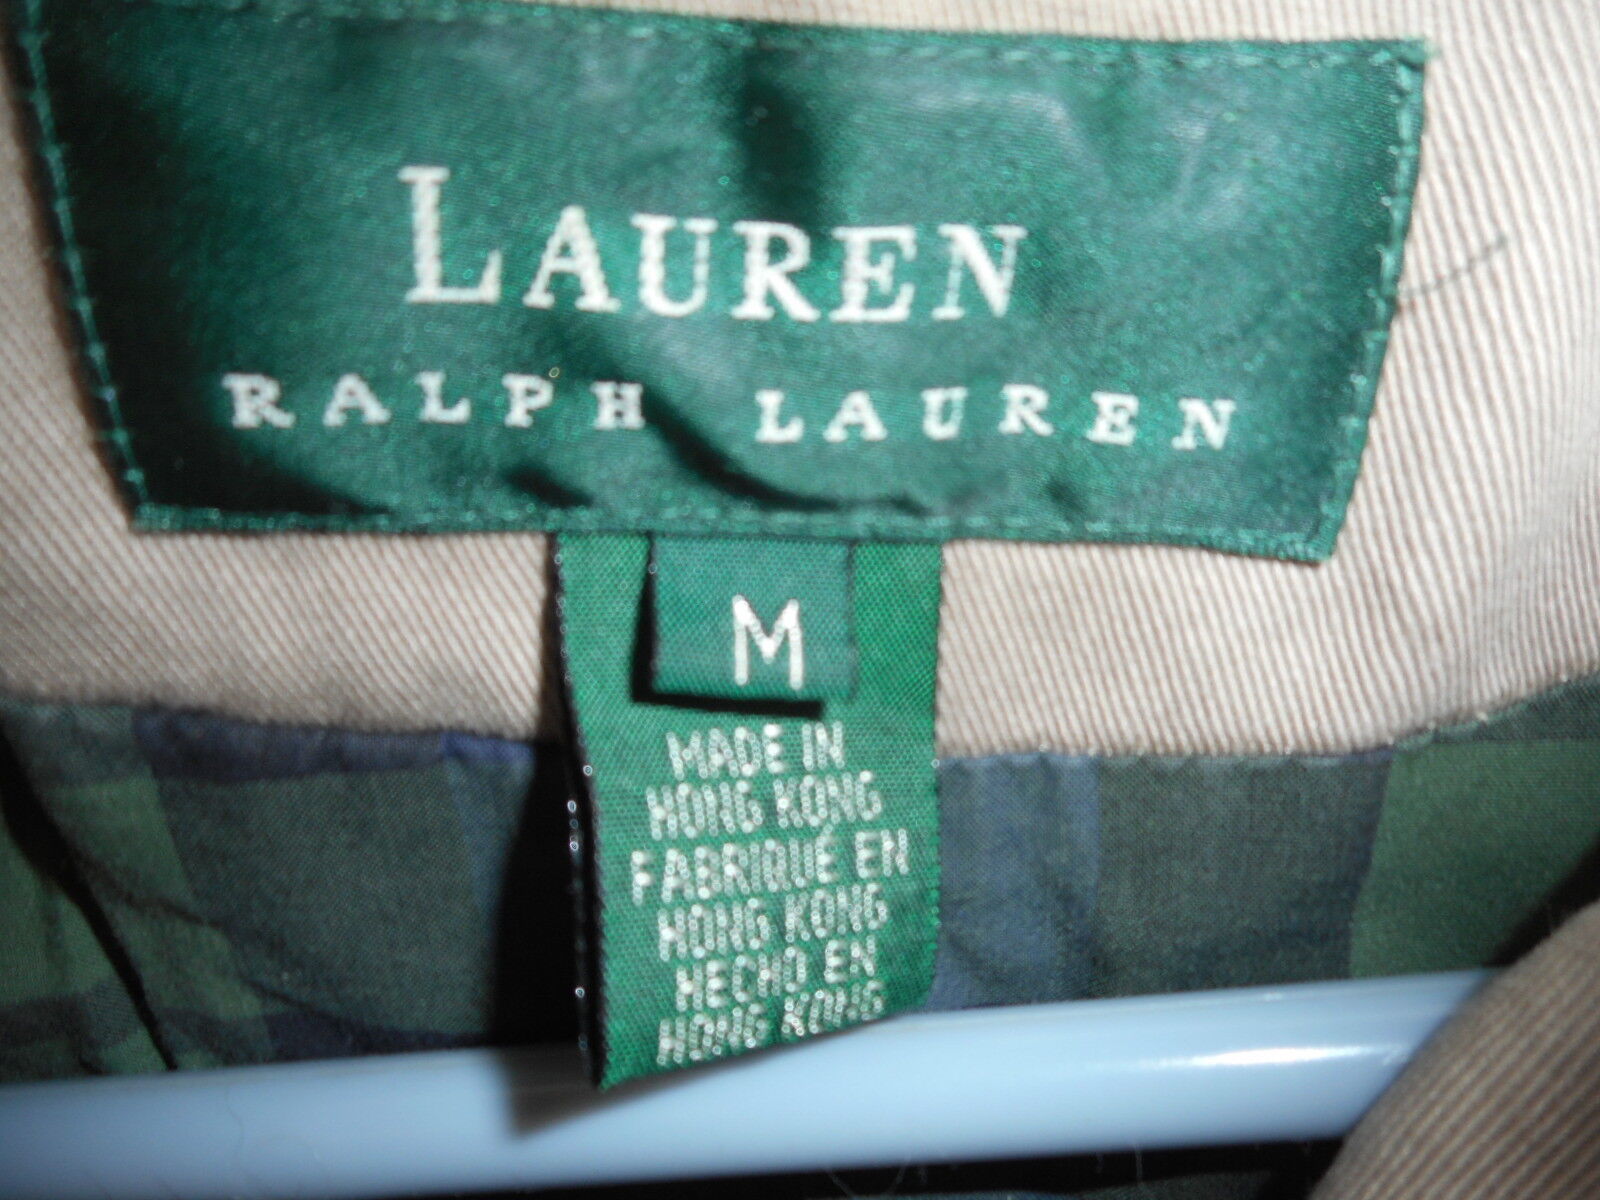 LAUREN
RALPH LAUREN
M
MADE IN
HONG KONG
FABRIQUÉ EN
HONG KONG
HECHO EN
HONG KONG